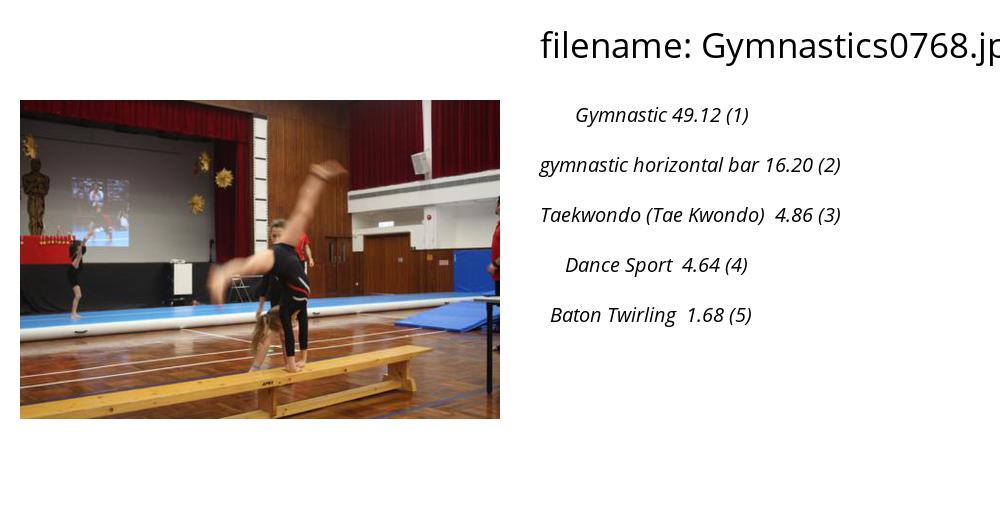 filename: Gymnastics0768.jp
Gymnastic 49.12 (1)
gymnastic horizontal bar 16.20 (2)
Taekwondo (Tae Kwondo)  4.86 (3)
Dance Sport  4.64 (4)
Baton Twirling  1.68 (5)